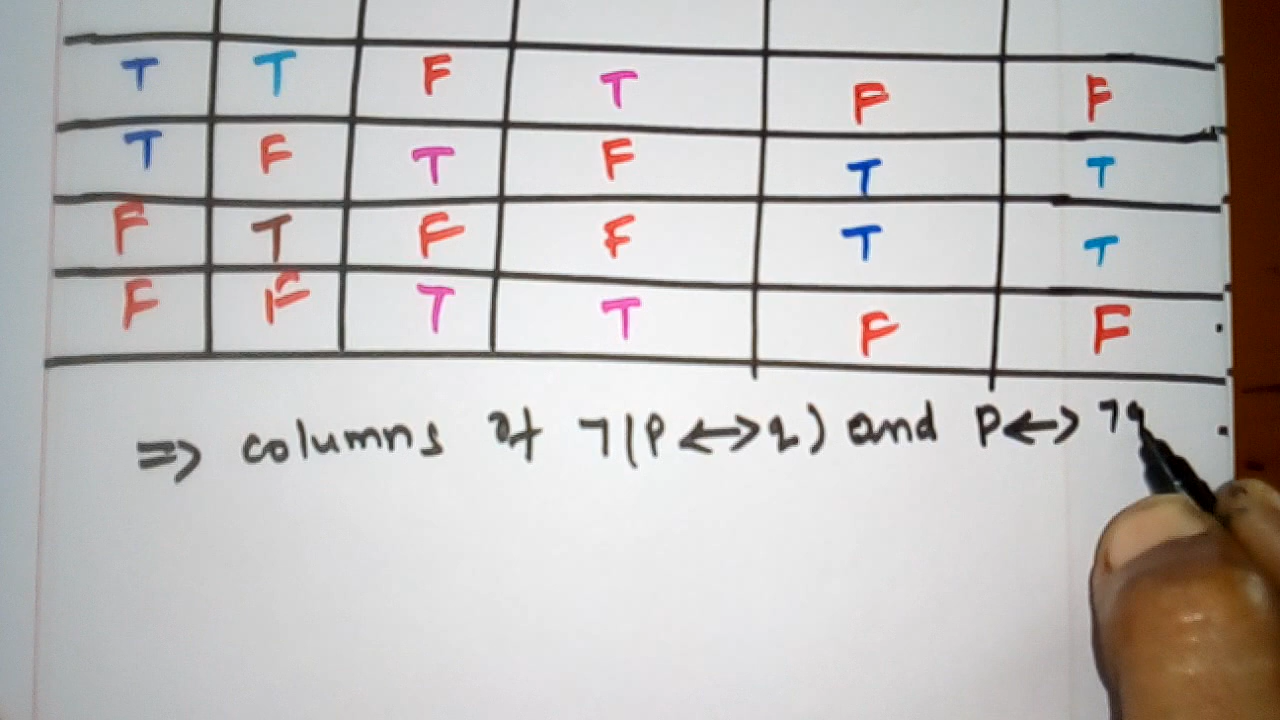 T T F T F F
T F T F T T
F T F F T T
F F T T F F
⇒ columns of ¬(P ↔ q) and P ↔ ¬q